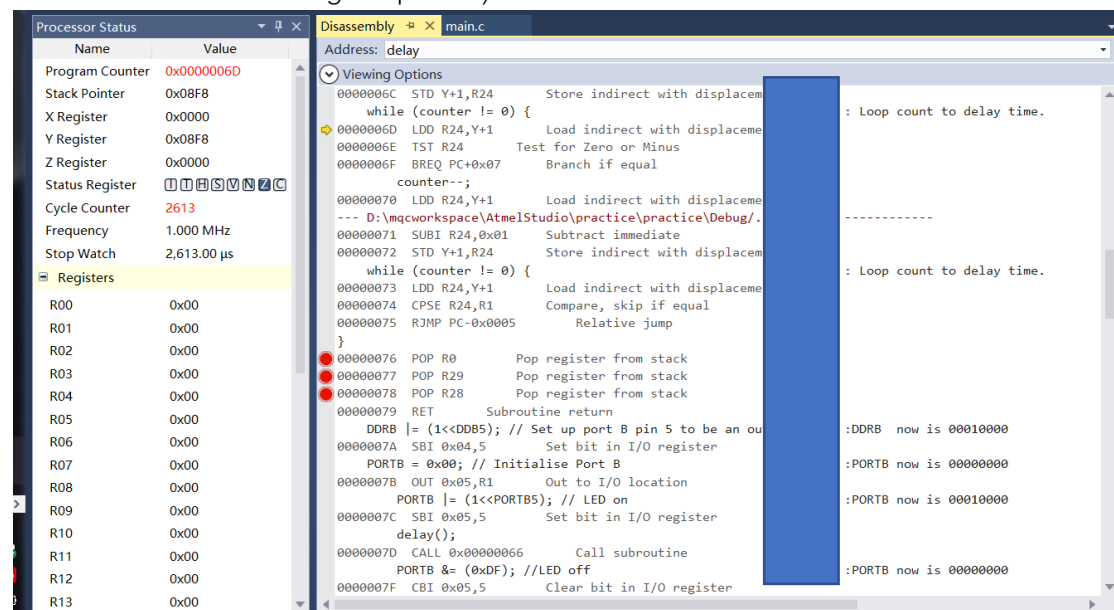 Processor Status
Name Value
Program Counter 0x0000006D
Stack Pointer 0x08F8
X Register 0x0000
Y Register 0x08F8
Z Register 0x0000
Status Register I T H S V N Z C
Cycle Counter 2613
Frequency 1.000 MHz
Stop Watch 2,613.00 µs
Registers
R00 0x00
R01 0x00
R02 0x00
R03 0x00
R04 0x00
R05 0x00
R06 0x00
R07 0x00
R08 0x00
R09 0x00
R10 0x00
R11 0x00
R12 0x00
R13 0x00
Disassembly main.c
Address: delay
Viewing Options
0000006C STD Y+1,R24 Store indirect with displacem
while (counter != 0) { : Loop count to delay time.
0000006D LDD R24,Y+1 Load indirect with displaceme
0000006E TST R24 Test for Zero or Minus
0000006F BREQ PC+0x07 Branch if equal
counter--;
00000070 LDD R24,Y+1 Load indirect with displaceme
--- D:\mqcworkspace\AtmelStudio\practice\practice\Debug/. ------------
00000071 SUBI R24,0x01 Subtract immediate
00000072 STD Y+1,R24 Store indirect with displacem
while (counter != 0) { : Loop count to delay time.
00000073 LDD R24,Y+1 Load indirect with displaceme
00000074 CPSE R24,R1 Compare, skip if equal
00000075 RJMP PC-0x0005 Relative jump
}
00000076 POP R0 Pop register from stack
00000077 POP R29 Pop register from stack
00000078 POP R28 Pop register from stack
00000079 RET Subroutine return
DDRB |= (1<<DDB5); // Set up port B pin 5 to be an ou :DDRB now is 00010000
0000007A SBI 0x04,5 Set bit in I/O register
PORTB = 0x00; // Initialise Port B :PORTB now is 00000000
0000007B OUT 0x05,R1 Out to I/O location
PORTB |= (1<<PORTB5); // LED on :PORTB now is 00010000
0000007C SBI 0x05,5 Set bit in I/O register
delay();
0000007D CALL 0x00000066 Call subroutine
PORTB &= (0xDF); //LED off :PORTB now is 00000000
0000007F CBI 0x05,5 Clear bit in I/O register